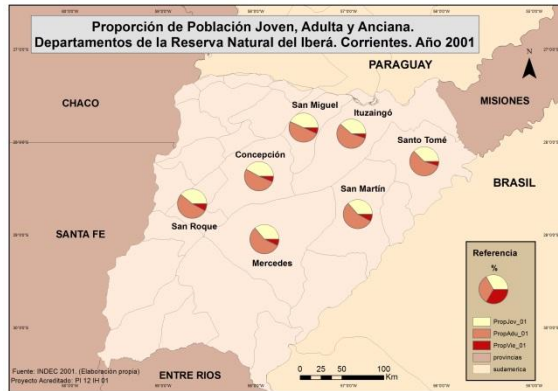 Proporción de Población Joven, Adulta y Anciana.
Departamentos de la Reserva Natural del Iberá. Corrientes. Año 2001
PARAGUAY
N
CHACO
MISIONES
San Miguel
Ituzaingó
Santo Tomé
Concepción
BRASIL
San Martín
SANTA FE
San Roque
Mercedes
Referencia
%
PropJov_01
PropAdu_01
PropVie_01
provincias
sudamerica
Fuente: INDEC 2001. (Elaboración propia)
Proyecto Acreditado: PI 12 IH 01
ENTRE RIOS
0 25 50 100
Km